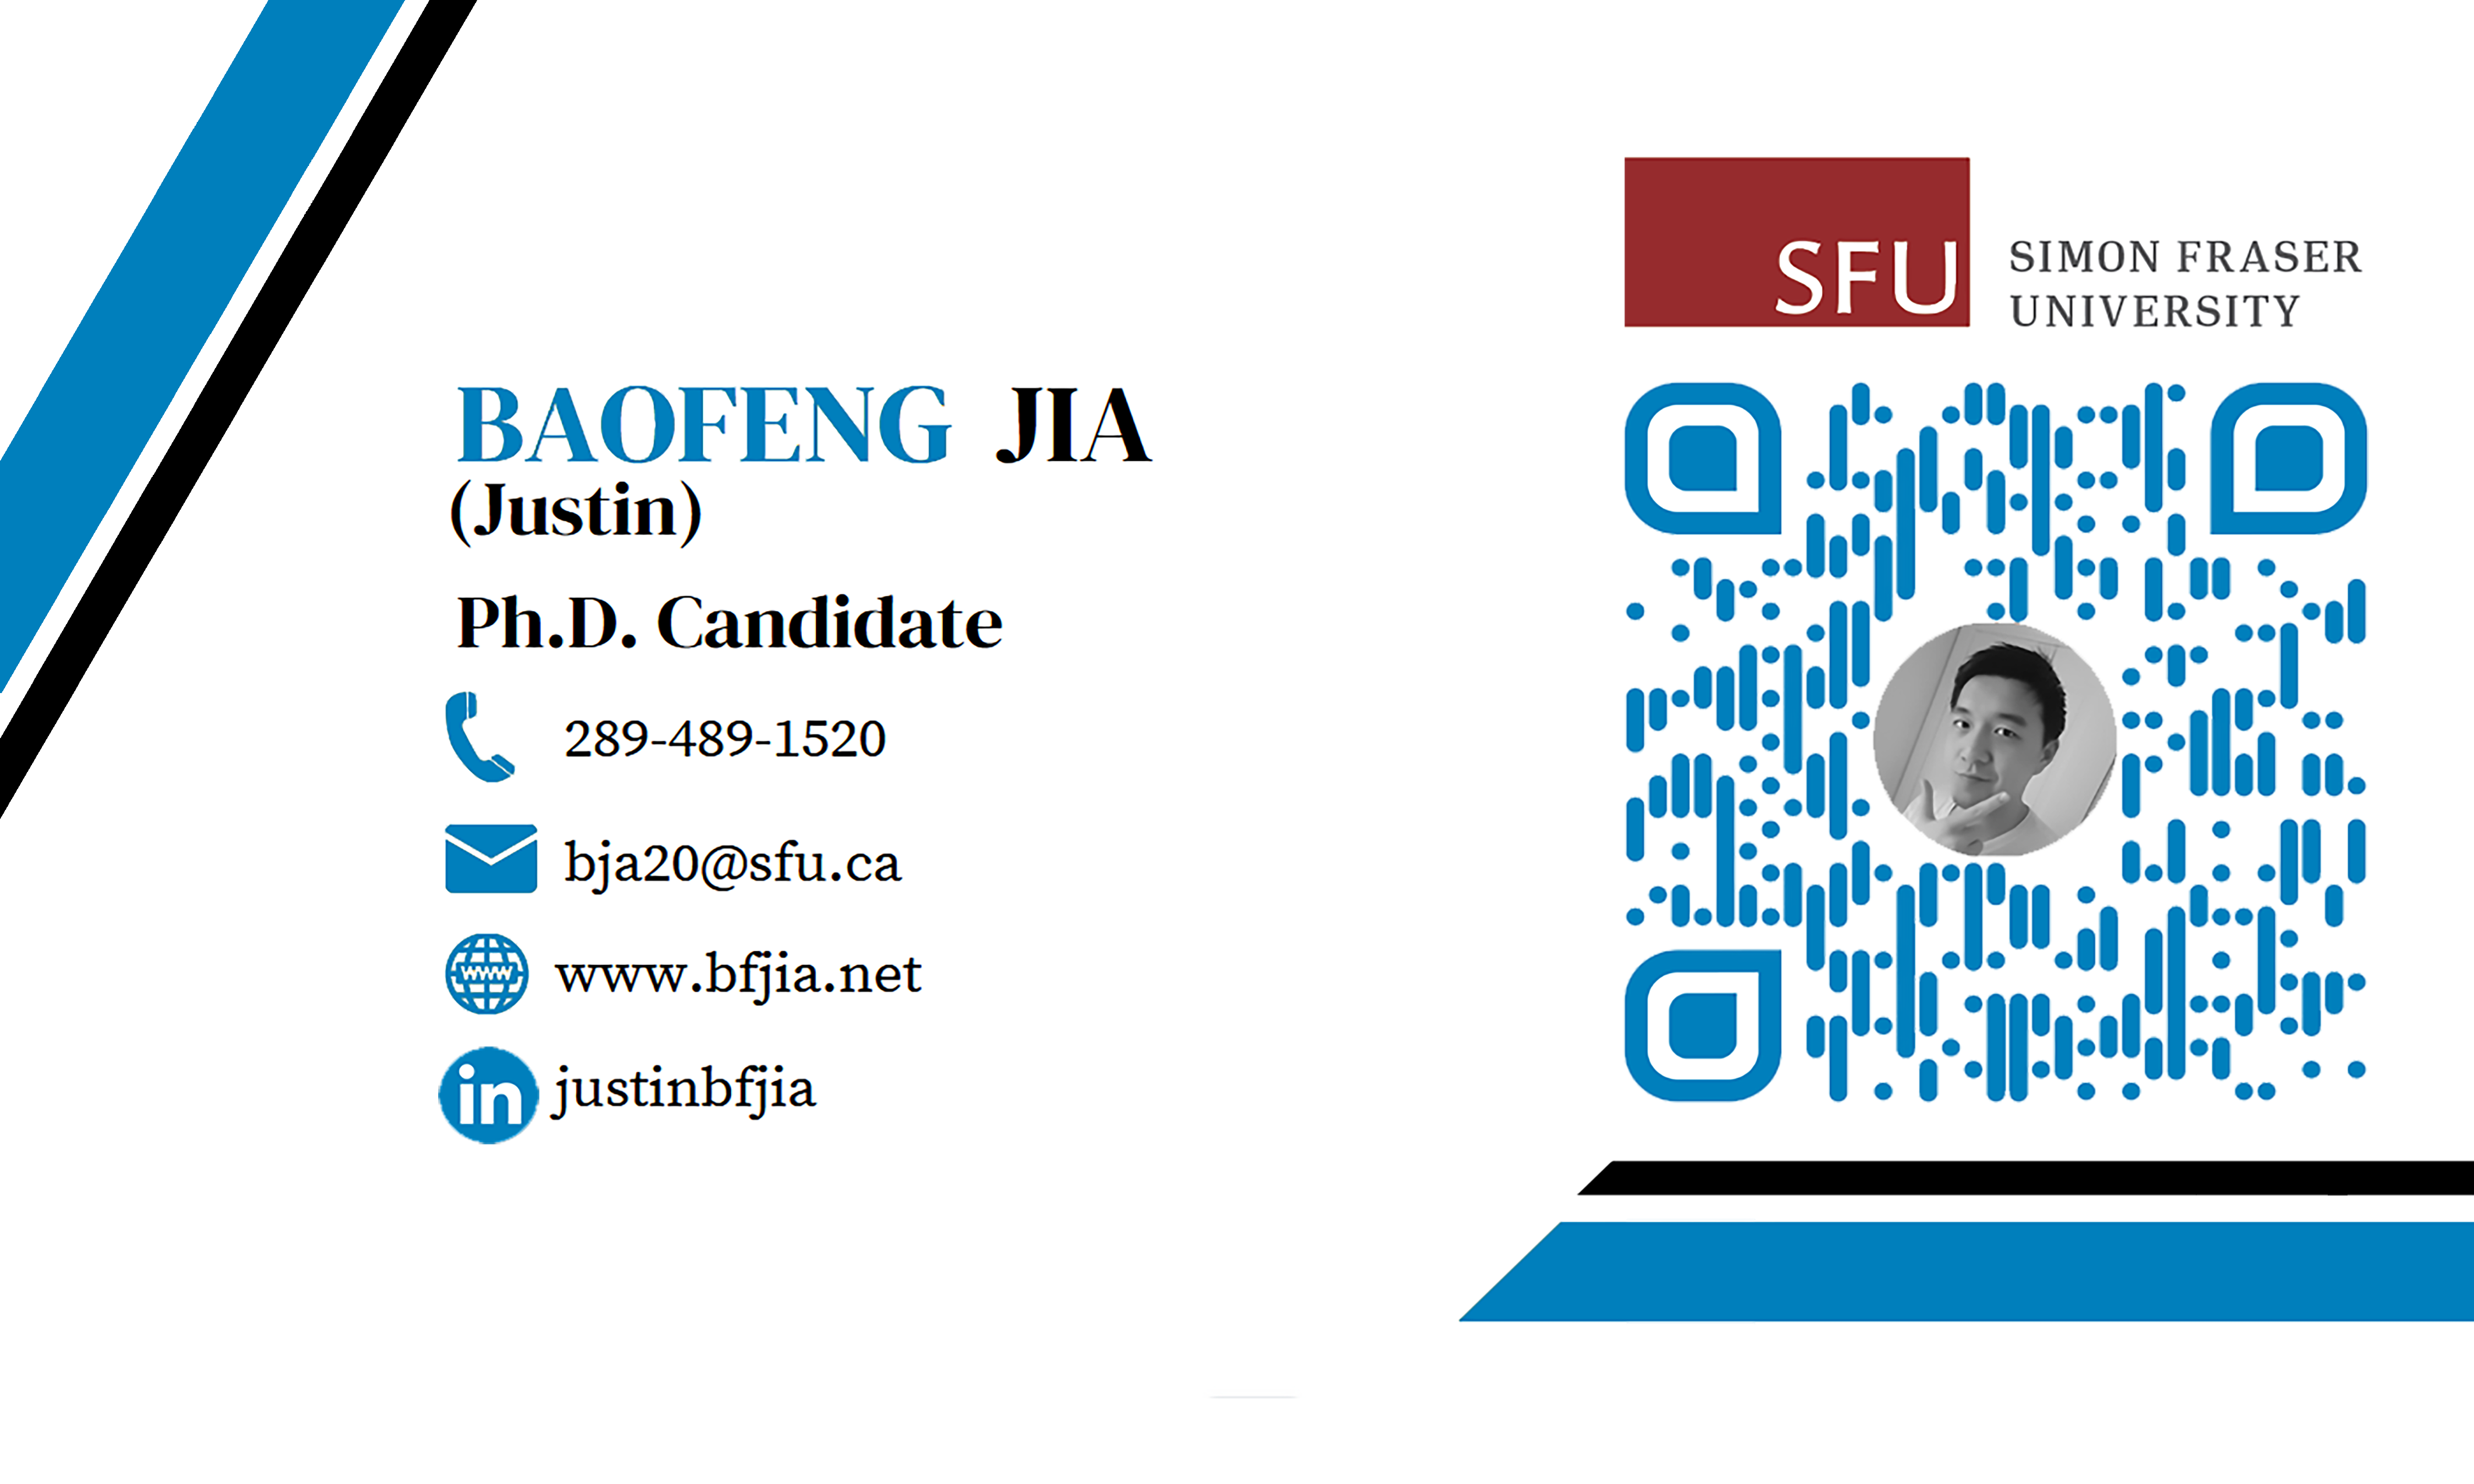 SFU
SIMON FRASER
UNIVERSITY
BAOFENG JIA
(Justin)
Ph.D. Candidate
289-489-1520
bja20@sfu.ca
www
www.bfjia.net
in
justinbfjia